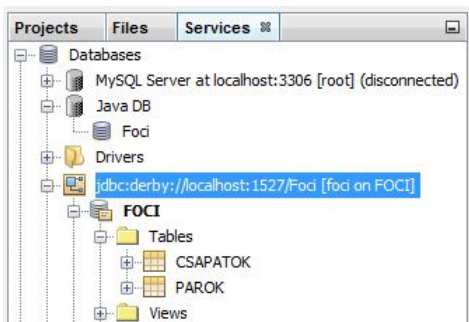 Projects Files Services
Databases
MySQL Server at localhost:3306 [root] (disconnected)
Java DB
Foci
Drivers
jdbc:derby://localhost:1527/Foci [foci on FOCI]
FOCI
Tables
CSAPATOK
PAROK
Views